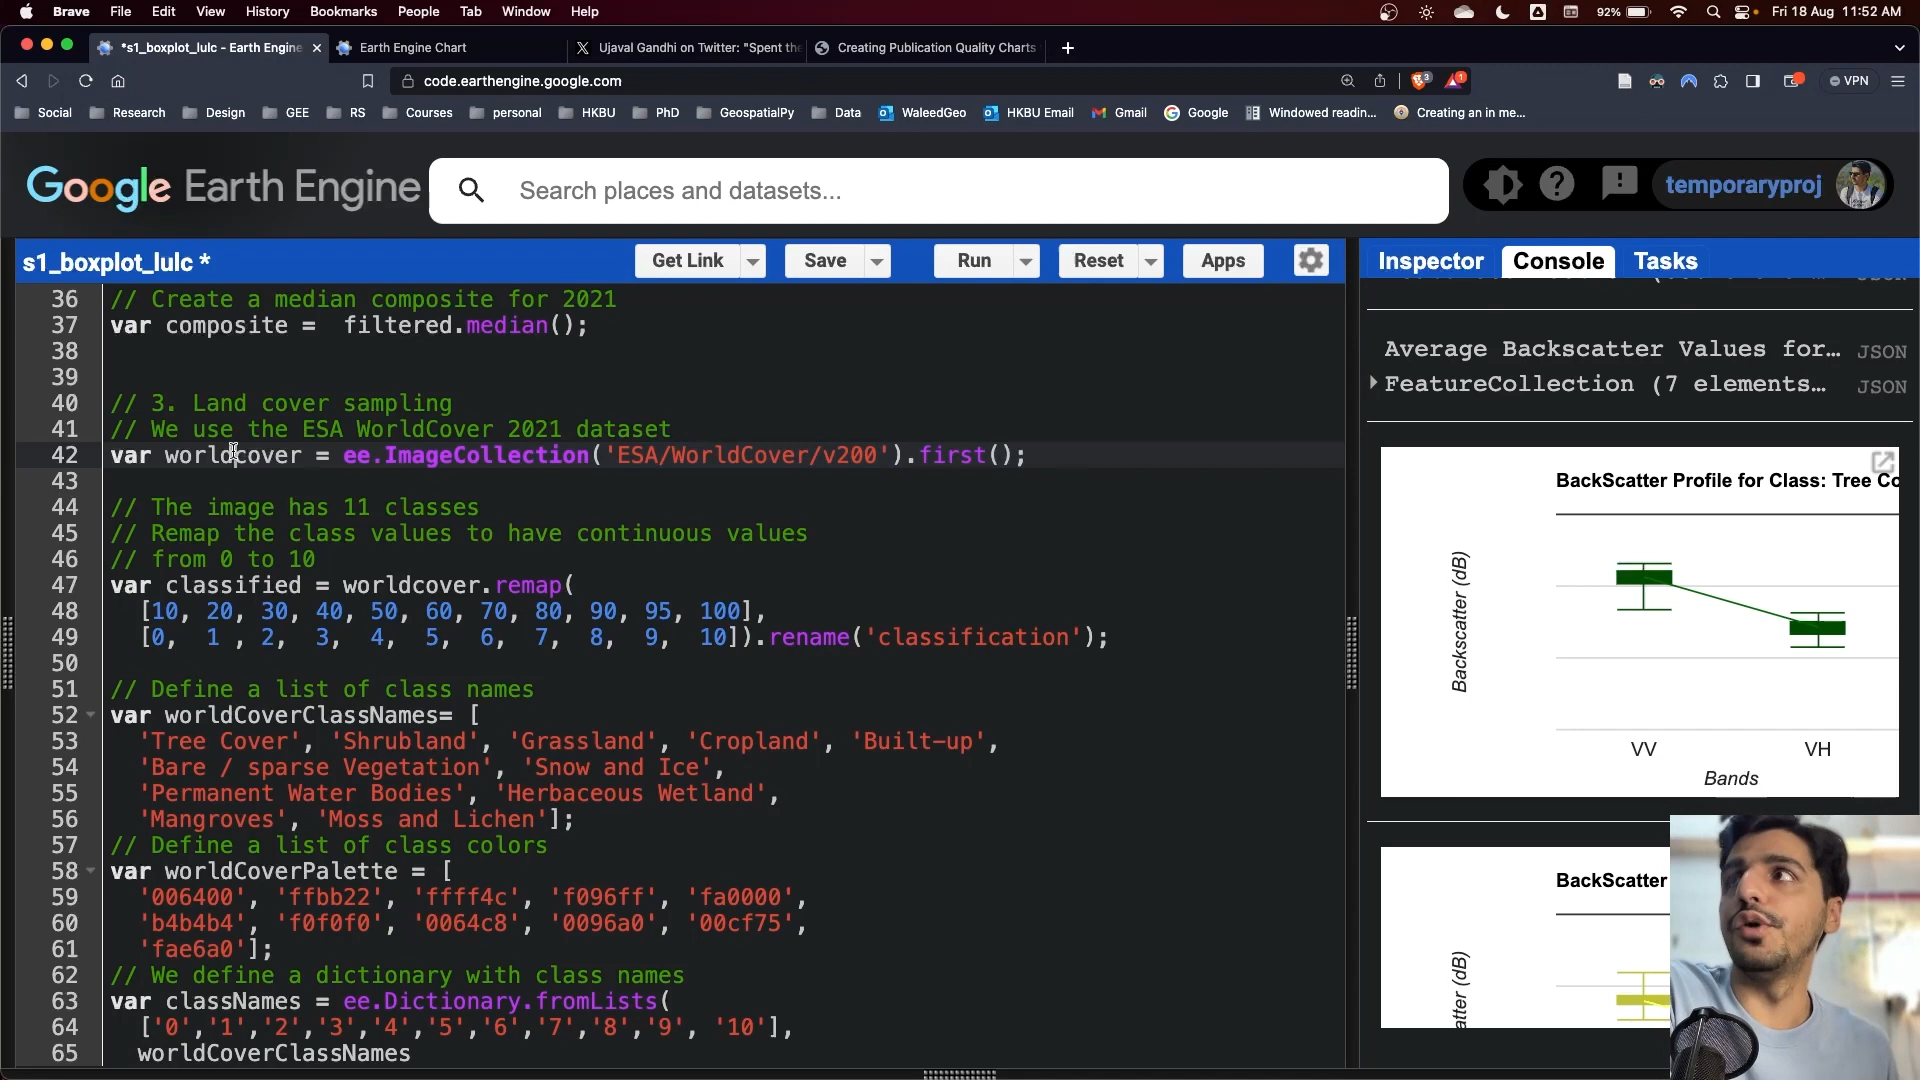 Brave File Edit View History Bookmarks People Tab Window Help 92% Fri 18 Aug 11:52 AM
*s1_boxplot_lulc - Earth Engine Earth Engine Chart Ujaval Gandhi on Twitter: "Spent the Creating Publication Quality Charts
code.earthengine.google.com 3 1 VPN
Social Research Design GEE RS Courses personal HKBU PhD GeospatialPy Data WaleedGeo HKBU Email Gmail Google Windowed readin... Creating an in me...
Google Earth Engine Search places and datasets... temporaryproj
s1_boxplot_lulc * Get Link Save Run Reset Apps Inspector Console Tasks
36 // Create a median composite for 2021
37 var composite =  filtered.median();
38
39
40 // 3. Land cover sampling
41 // We use the ESA WorldCover 2021 dataset
42 var worldcover = ee.ImageCollection('ESA/WorldCover/v200').first();
43
44 // The image has 11 classes
45 // Remap the class values to have continuous values
46 // from 0 to 10
47 var classified = worldcover.remap(
48 [10, 20, 30, 40, 50, 60, 70, 80, 90, 95, 100],
49 [0, 1 , 2, 3, 4, 5, 6, 7, 8, 9, 10]).rename('classification');
50
51 // Define a list of class names
52 var worldCoverClassNames= [
53 'Tree Cover', 'Shrubland', 'Grassland', 'Cropland', 'Built-up',
54 'Bare / sparse Vegetation', 'Snow and Ice',
55 'Permanent Water Bodies', 'Herbaceous Wetland',
56 'Mangroves', 'Moss and Lichen'];
57 // Define a list of class colors
58 var worldCoverPalette = [
59 '006400', 'ffbb22', 'ffff4c', 'f096ff', 'fa0000',
60 'b4b4b4', 'f0f0f0', '0064c8', '0096a0', '00cf75',
61 'fae6a0'];
62 // We define a dictionary with class names
63 var classNames = ee.Dictionary.fromLists(
64 ['0','1','2','3','4','5','6','7','8','9', '10'],
65 worldCoverClassNames
Average Backscatter Values for... JSON
FeatureCollection (7 elements... JSON
BackScatter Profile for Class: Tree Co
Backscatter (dB)
VV VH
Bands
BackScatter
atter (dB)